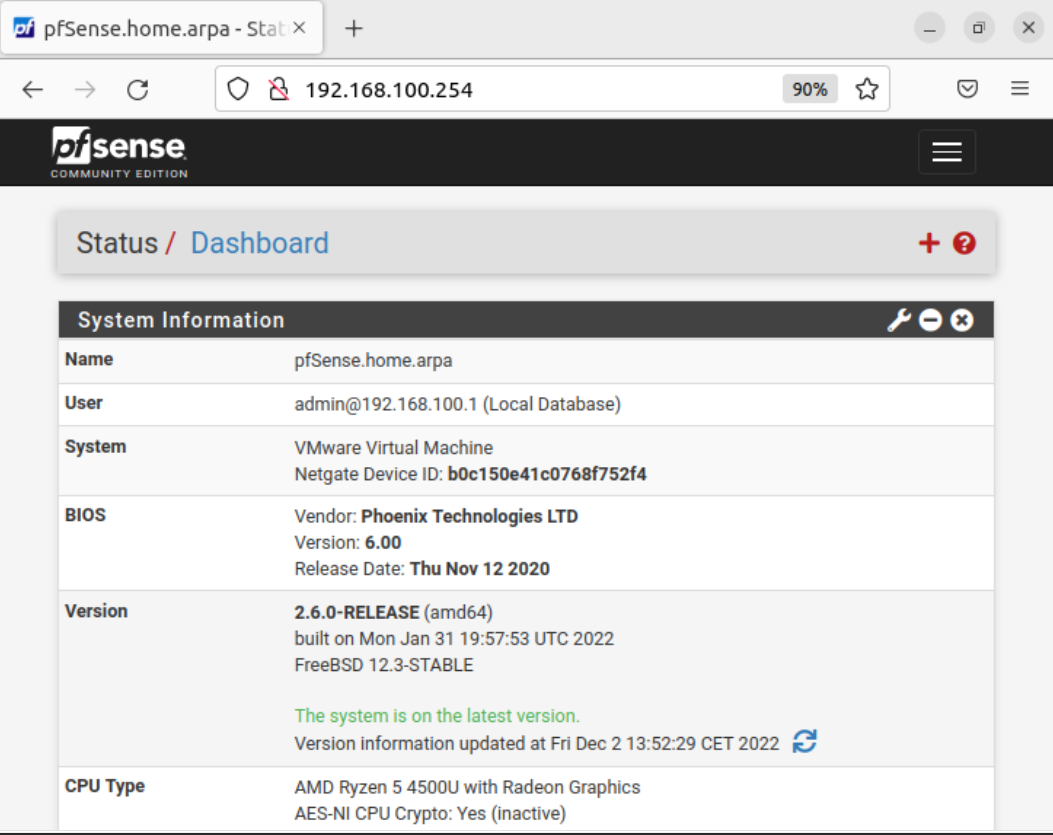 pfSense.home.arpa - Stat
192.168.100.254 90%
pfsense
COMMUNITY EDITION
Status / Dashboard
System Information
Name pfSense.home.arpa
User admin@192.168.100.1 (Local Database)
System VMware Virtual Machine
Netgate Device ID: b0c150e41c0768f752f4
BIOS Vendor: Phoenix Technologies LTD
Version: 6.00
Release Date: Thu Nov 12 2020
Version 2.6.0-RELEASE (amd64)
built on Mon Jan 31 19:57:53 UTC 2022
FreeBSD 12.3-STABLE
The system is on the latest version.
Version information updated at Fri Dec 2 13:52:29 CET 2022
CPU Type AMD Ryzen 5 4500U with Radeon Graphics
AES-NI CPU Crypto: Yes (inactive)